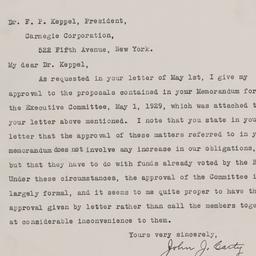 Dr. F. P. Keppel, President,
Carnegie Corporation,
522 Fifth Avenue, New York.
My dear Dr. Keppel,
As requested in your letter of May 1st, I give my
approval to the proposals contained in your Memorandum for
the Executive Committee, May 1, 1929, which was attached t
your letter above mentioned. I note that you state in you
letter that the approval of these matters referred to in y
memorandum does not involve any increase in our obligations,
but that they have to do with funds already voted by the B
Under these circumstances, the approval of the Committee i
largely formal, and it seems to me quite proper to have th
approval given by letter rather than call the members toge
at considerable inconvenience to them.
Yours very sincerely,
John J. Carty